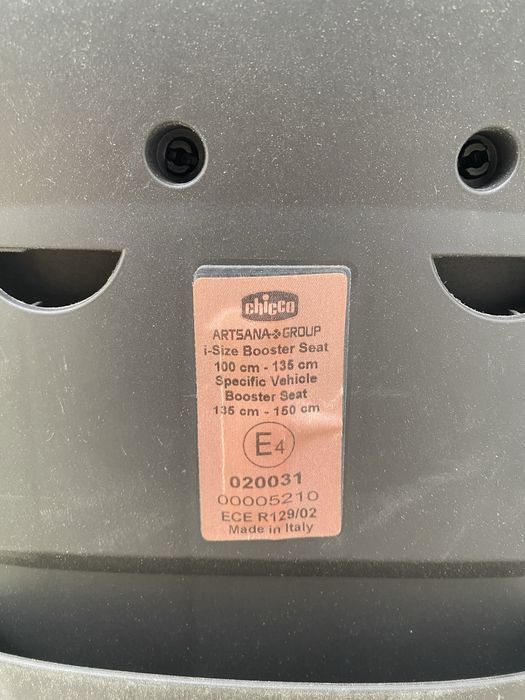 chicco
ARTSANA GROUP
i-Size Booster Seat
100 cm - 135 cm
Specific Vehicle
Booster Seat
135 cm - 150 cm
E4
020031
00005210
ECE R129/02
Made in Italy